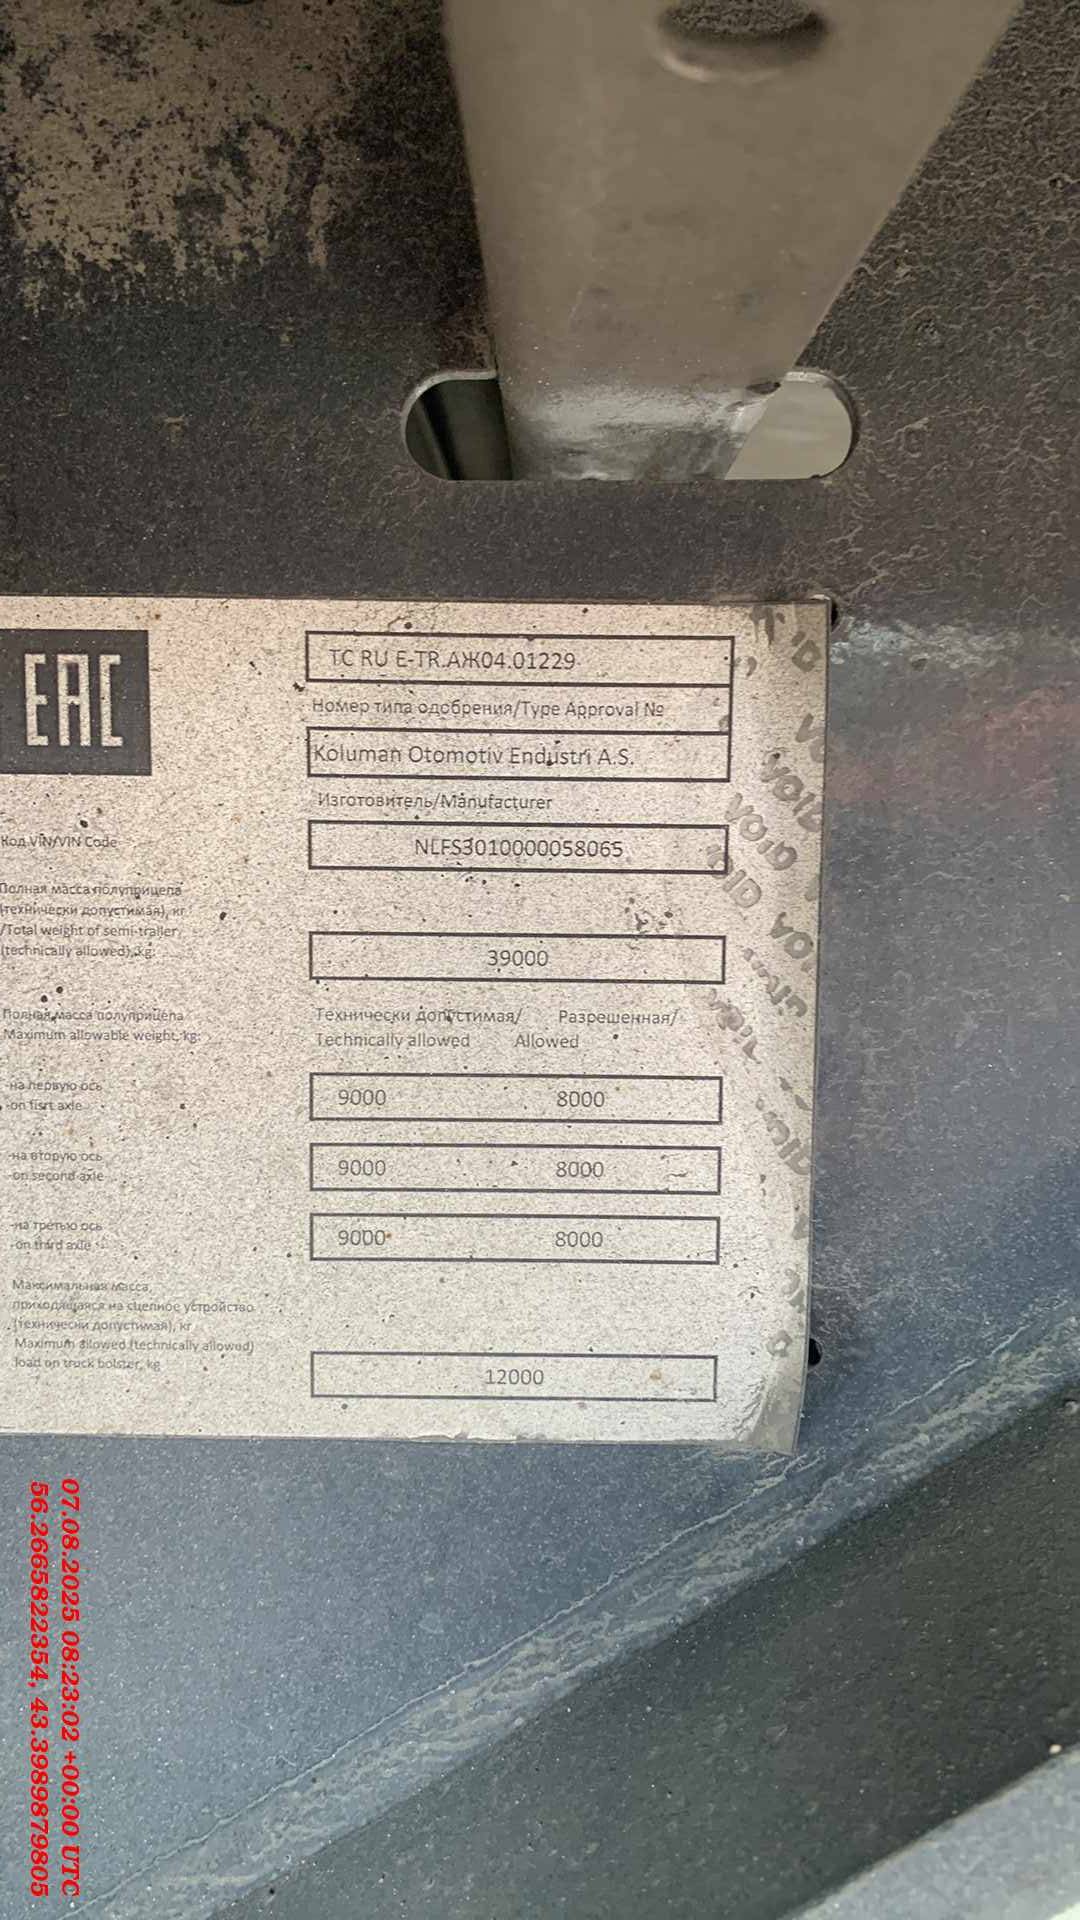 EAC
TC RU E-TR.АЖ04.01229
Номер типа одобрения/Type Approval №
Koluman Otomotiv Endustri A.S.
Изготовитель/Manufacturer
Код VIN/VIN Code
NLFS3010000058065
Полная масса полуприцепа
(технически допустимая), кг
/Total weight of semi-trailer
(technically allowed), kg:
39000
Полная масса полуприцепа
Maximum allowable weight, kg:
Технически допустимая/ Разрешенная/
Technically allowed Allowed
-на первую ось
-on fisrt axle
9000 8000
-на вторую ось
-on second axle
9000 8000
-на третью ось
-on third axle
9000 8000
Максимальная масса,
приходящаяся на сцепное устройство
(технически допустимая), кг
Maximum allowed (technically allowed)
load on truck bolster, kg
12000
VOID
VOID
07.08.2025 08:23:02 +00:00 UTC
56.2665822354, 43.3989879805